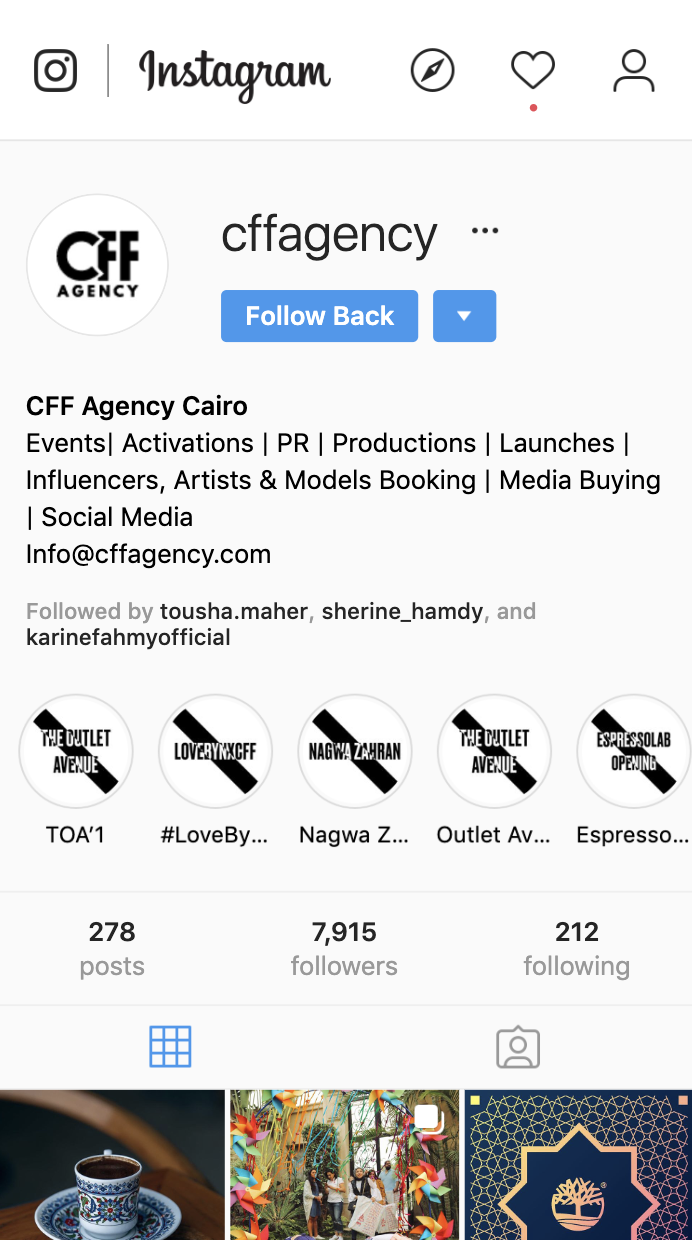 Instagram
cffagency ...
CFF
AGENCY
Follow Back
CFF Agency Cairo
Events| Activations | PR | Productions | Launches |
Influencers, Artists & Models Booking | Media Buying
| Social Media
Info@cffagency.com
Followed by tousha.maher, sherine_hamdy, and
karinefahmyofficial
THE OUTLET
AVENUE
LOVEBYNXCFF
NAGWA ZAHRAN
THE OUTLET
AVENUE
ESPRESSOLAB
OPENING
TOA’1
#LoveBy...
Nagwa Z...
Outlet Av...
Espresso...
278
posts
7,915
followers
212
following
®